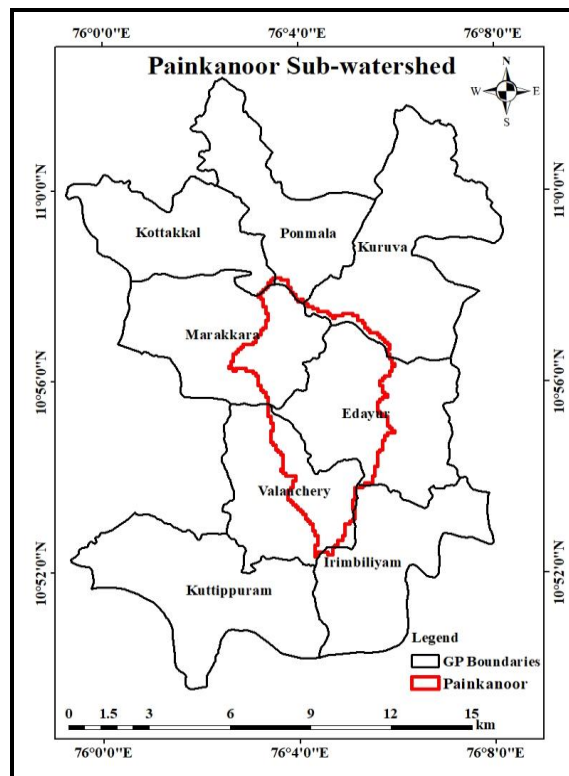 76°0'0"E 76°4'0"E 76°8'0"E
Painkanoor Sub-watershed
N
W E
S
11°0'0"N 11°0'0"N
Kottakkal Ponmala
Kuruva
Marakkara
10°56'0"N 10°56'0"N
Edayur
Valanchery
Irimbiliyam
10°52'0"N 10°52'0"N
Kuttippuram
Legend
GP Boundaries
Painkanoor
0 1.5 3 6 9 12 15
km
76°0'0"E 76°4'0"E 76°8'0"E